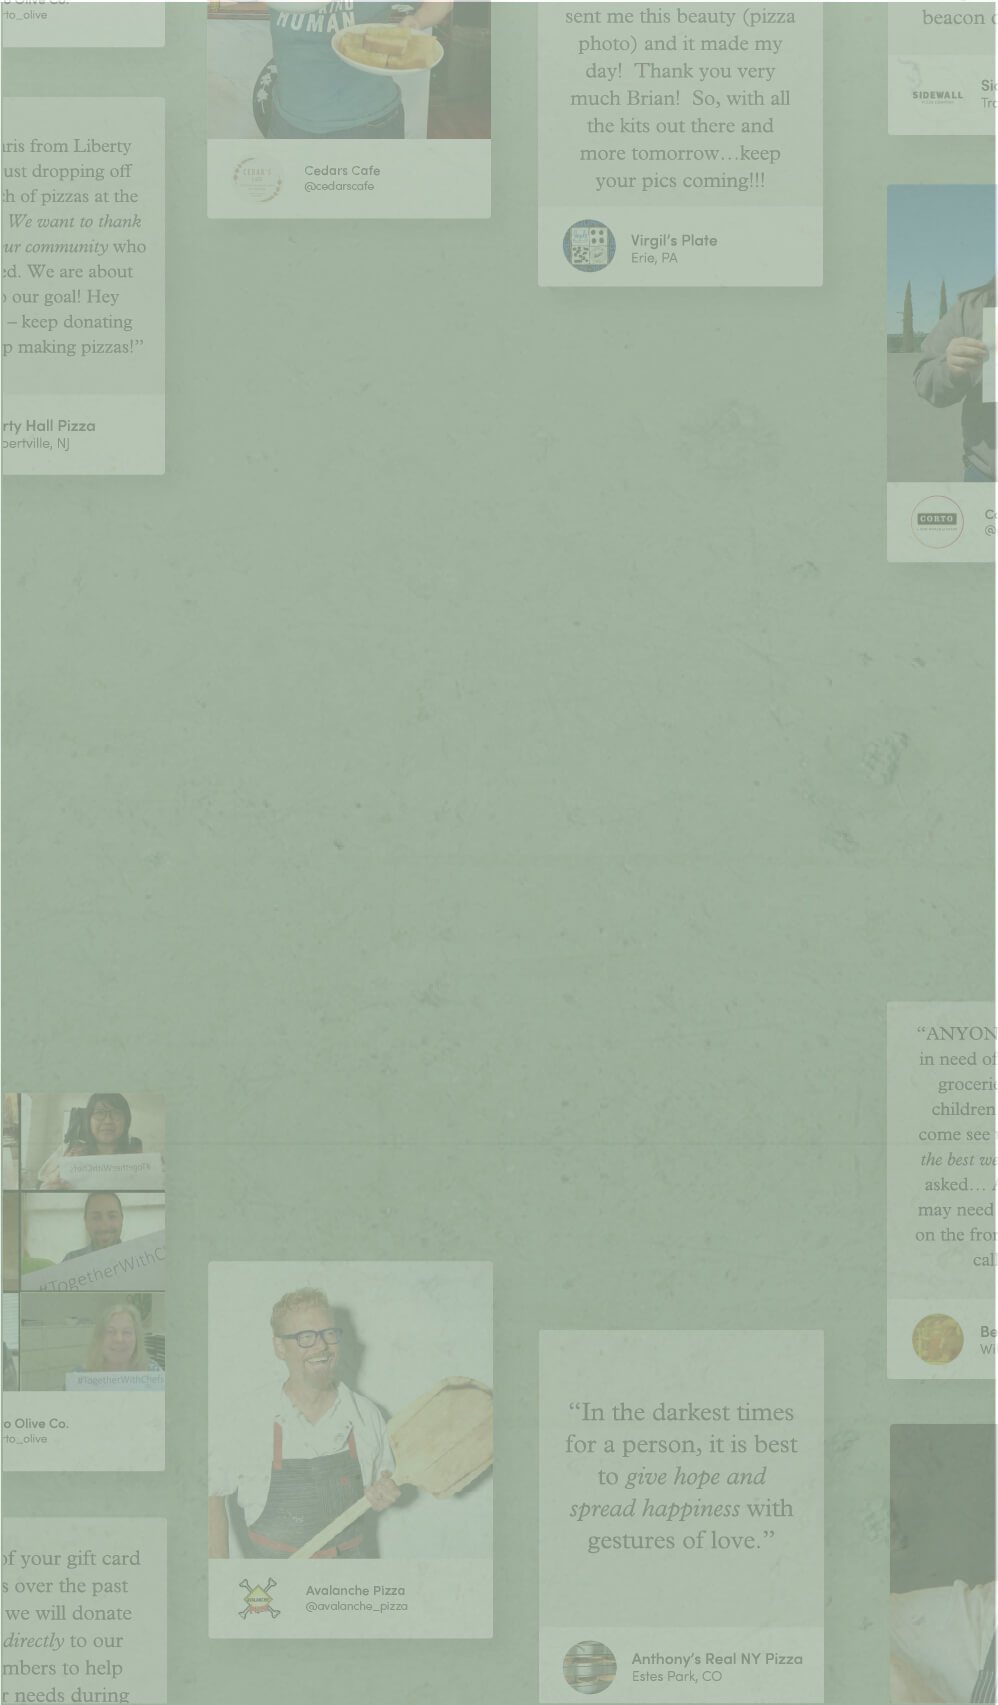 rto_olive
aris from Liberty
ust dropping off
ch of pizzas at the
We want to thank
ur community who
ed. We are about
o our goal! Hey
– keep donating
p making pizzas!”
rty Hall Pizza
bertville, NJ
HUMAN
CEDAR'S
Cedars Cafe
@cedarscafe
sent me this beauty (pizza
photo) and it made my
day!  Thank you very
much Brian!  So, with all
the kits out there and
more tomorrow…keep
your pics coming!!!
Virgil’s Plate
Erie, PA
beacon
SIDEWALL
CORTO
#TogetherWithChefs
#TogetherWithC
#TogetherWithChefs
o Olive Co.
rto_olive
of your gift card
s over the past
we will donate
directly to our
mbers to help
r needs during
AVALANCHE
Avalanche Pizza
@avalanche_pizza
“In the darkest times
for a person, it is best
to give hope and
spread happiness with
gestures of love.”
Anthony’s Real NY Pizza
Estes Park, CO
“ANYON
in need of
groceri
children
come see
the best we
asked…
may need
on the fro
call
Be